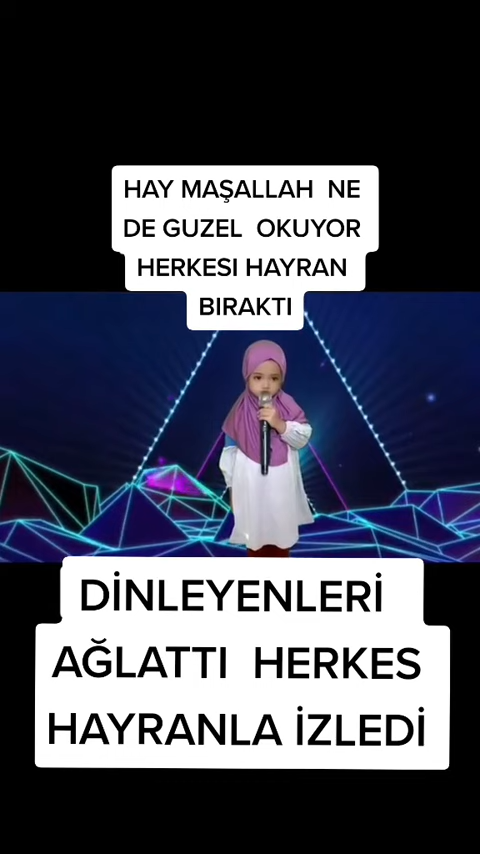 HAY MAŞALLAH NE
DE GUZEL OKUYOR
HERKESI HAYRAN
BIRAKTI
DİNLEYENLERİ
AĞLATTI HERKES
HAYRANLA İZLEDİ